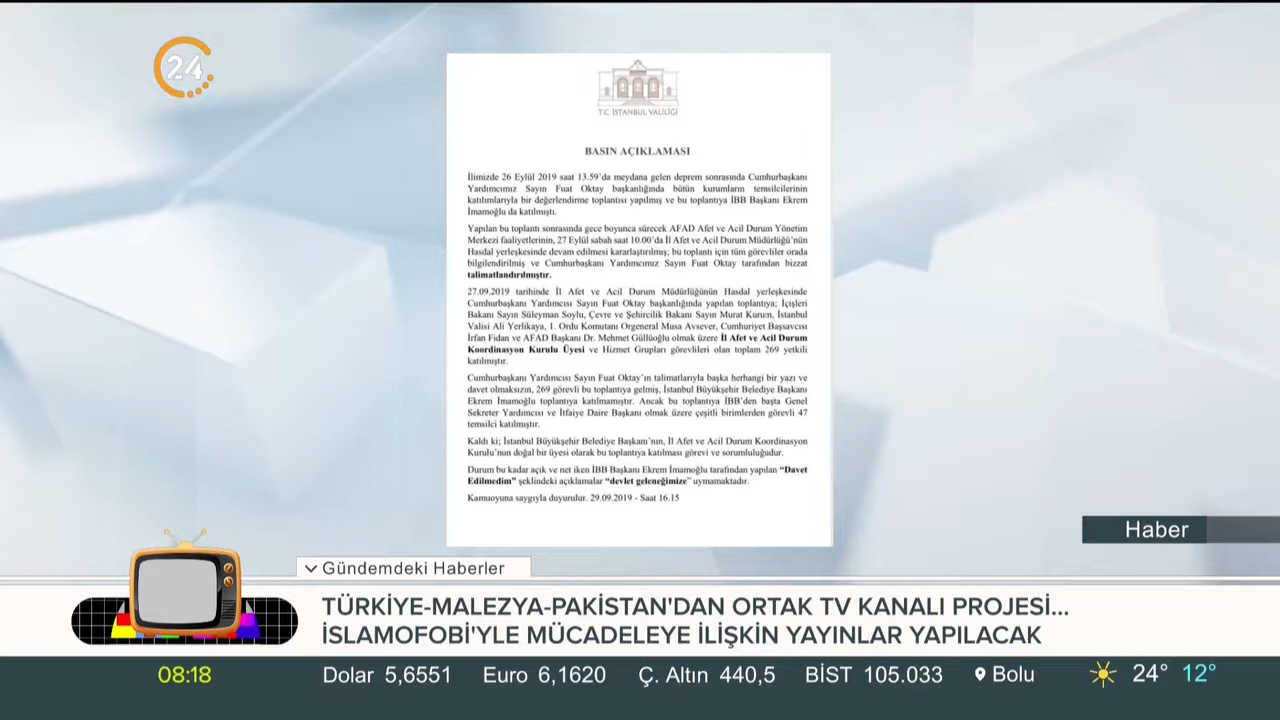 24
T.C. İSTANBUL VALİLİĞİ
BASIN AÇIKLAMASI
İlimizde 26 Eylül 2019 saat 13.59'da meydana gelen deprem sonrasında Cumhurbaşkanı
Yardımcımız Sayın Fuat Oktay başkanlığında bütün kurumların temsilcilerinin
katılımlarıyla bir değerlendirme toplantısı yapılmış ve bu toplantıya İBB Başkanı Ekrem
İmamoğlu da katılmıştı.
Yapılan bu toplantı sonrasında gece boyunca sürecek AFAD Afet ve Acil Durum Yönetim
Merkezi faaliyetlerinin, 27 Eylül sabah saat 10.00'da İl Afet ve Acil Durum Müdürlüğü'nün
Hasdal yerleşkesinde devam edilmesi kararlaştırılmış; bu toplantı için tüm görevliler orada
bilgilendirilmiş ve Cumhurbaşkanı Yardımcımız Sayın Fuat Oktay tarafından bizzat
talimatlandırılmıştır.
27.09.2019 tarihinde İl Afet ve Acil Durum Müdürlüğünün Hasdal yerleşkesinde
Cumhurbaşkanı Yardımcısı Sayın Fuat Oktay başkanlığında yapılan toplantıya; İçişleri
Bakanı Sayın Süleyman Soylu, Çevre ve Şehircilik Bakanı Sayın Murat Kurum, İstanbul
Valisi Ali Yerlikaya, 1. Ordu Komutanı Orgeneral Musa Avsever, Cumhuriyet Başsavcısı
İrfan Fidan ve AFAD Başkanı Dr. Mehmet Güllüoğlu olmak üzere İl Afet ve Acil Durum
Koordinasyon Kurulu Üyesi ve Hizmet Grupları görevlileri olan toplam 269 yetkili
katılmıştır.
Cumhurbaşkanı Yardımcısı Sayın Fuat Oktay'ın talimatlarıyla başka herhangi bir yazı ve
davet olmaksızın, 269 görevli bu toplantıya gelmiş, İstanbul Büyükşehir Belediye Başkanı
Ekrem İmamoğlu toplantıya katılmamıştır. Ancak bu toplantıya İBB'den başta Genel
Sekreter Yardımcısı ve İtfaiye Daire Başkanı olmak üzere çeşitli birimlerden görevli 47
temsilci katılmıştır.
Kaldı ki; İstanbul Büyükşehir Belediye Başkanı'nın, İl Afet ve Acil Durum Koordinasyon
Kurulu'nun doğal bir üyesi olarak bu toplantıya katılması görevi ve sorumluluğudur.
Durum bu kadar açık ve net iken İBB Başkanı Ekrem İmamoğlu tarafından yapılan “Davet
Edilmedim” şeklindeki açıklamalar “devlet geleneğimize” uymamaktadır.
Kamuoyuna saygıyla duyurulur. 29.09.2019 - Saat 16.15
Haber
Gündemdeki Haberler
TÜRKİYE-MALEZYA-PAKİSTAN'DAN ORTAK TV KANALI PROJESİ...
İSLAMOFOBİ'YLE MÜCADELEYE İLİŞKİN YAYINLAR YAPILACAK
08:18 Dolar 5,6551 Euro 6,1620 Ç. Altın 440,5 BİST 105.033 Bolu 24° 12°